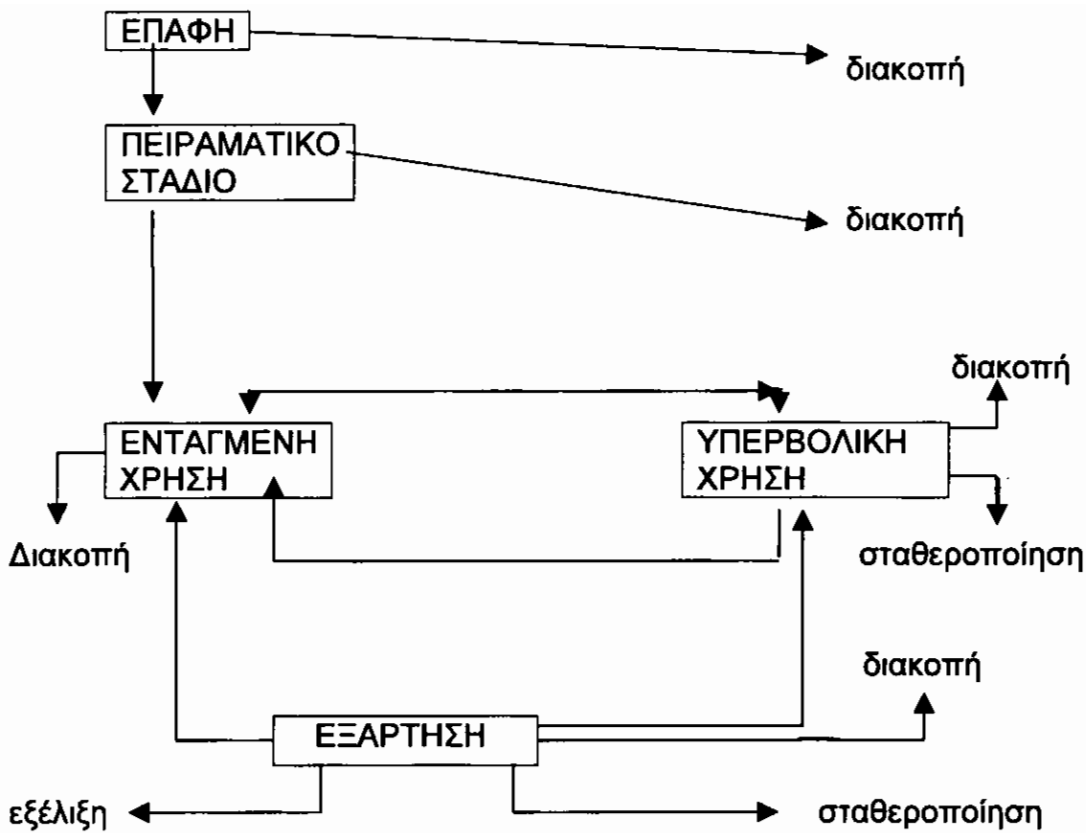 ΕΠΑΦΗ
διακοπή
ΠΕΙΡΑΜΑΤΙΚΟ
ΣΤΑΔΙΟ
διακοπή
διακοπή
ΕΝΤΑΓΜΕΝΗ
ΧΡΗΣΗ
ΥΠΕΡΒΟΛΙΚΗ
ΧΡΗΣΗ
Διακοπή
σταθεροποίηση
διακοπή
ΕΞΑΡΤΗΣΗ
εξέλιξη
σταθεροποίηση